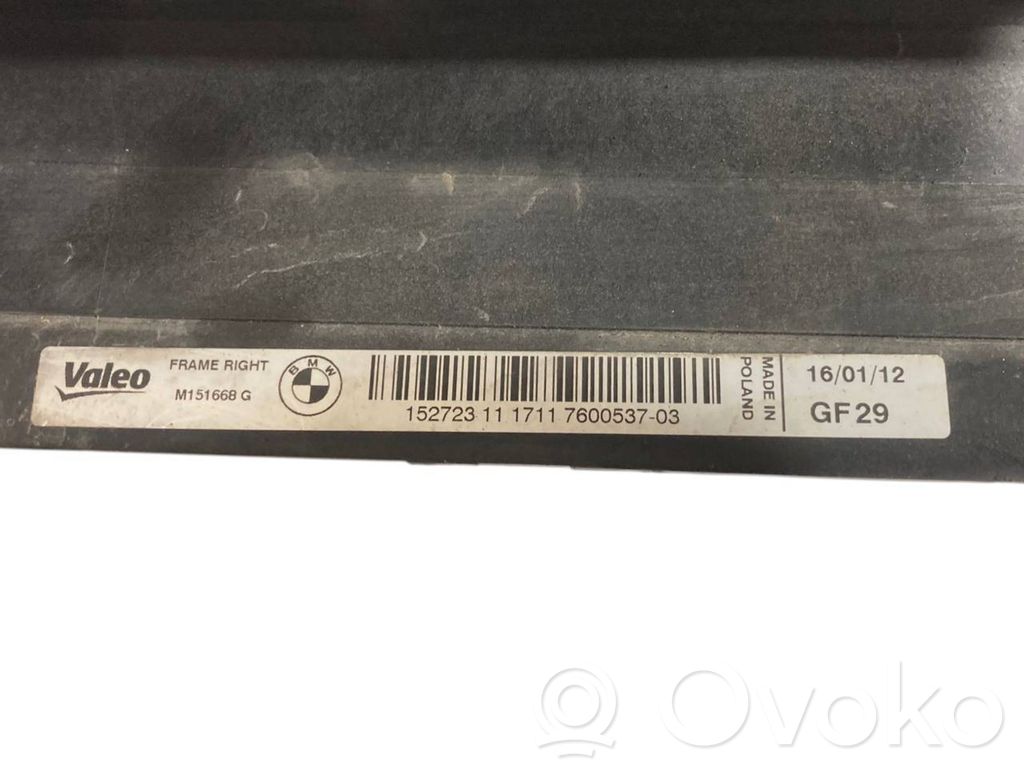 Valeo
FRAME RIGHT
M151668 G
BMW
152723 11 1711 7600537-03
MADE IN
POLAND
16/01/12
GF29
Ovoko